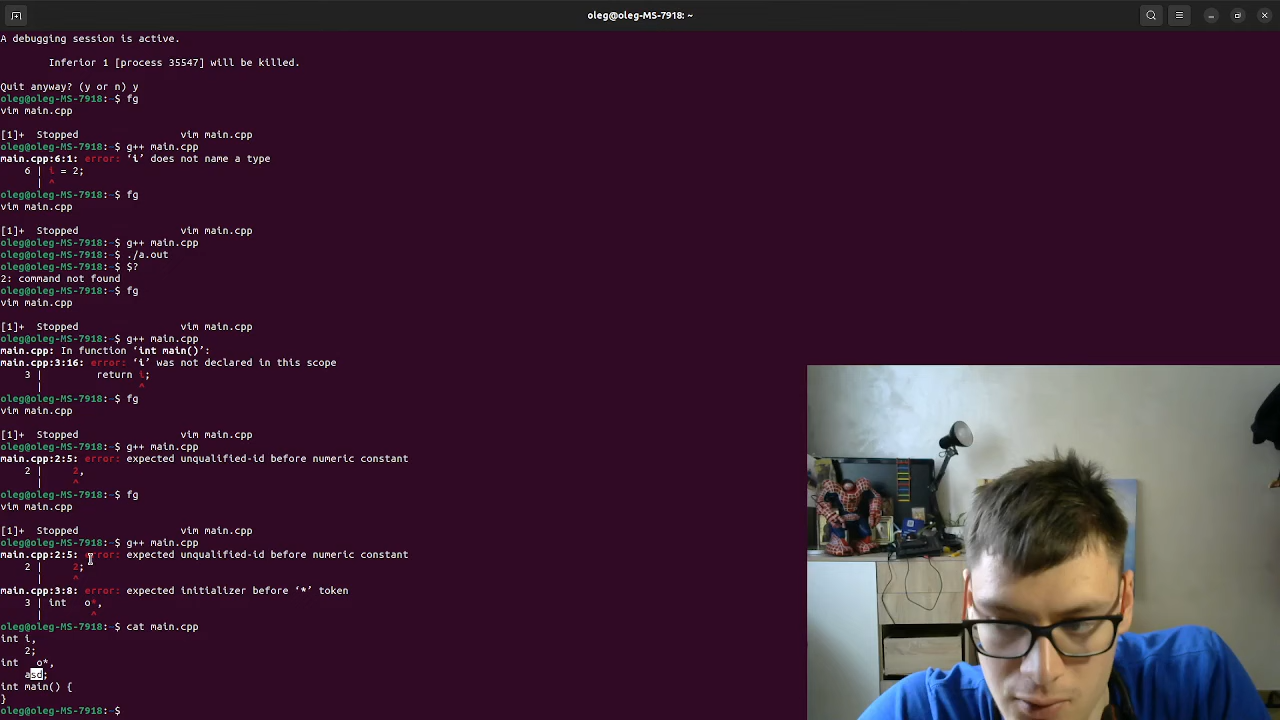 oleg@oleg-MS-7918: ~
A debugging session is active.
Inferior 1 [process 35547] will be killed.
Quit anyway? (y or n) y
oleg@oleg-MS-7918:~$ fg
vim main.cpp
[1]+  Stopped                 vim main.cpp
oleg@oleg-MS-7918:~$ g++ main.cpp
main.cpp:6:1: error: ‘i’ does not name a type
6 | i = 2;
| ^
oleg@oleg-MS-7918:~$ fg
vim main.cpp
[1]+  Stopped                 vim main.cpp
oleg@oleg-MS-7918:~$ g++ main.cpp
oleg@oleg-MS-7918:~$ ./a.out
oleg@oleg-MS-7918:~$ $?
2: command not found
oleg@oleg-MS-7918:~$ fg
vim main.cpp
[1]+  Stopped                 vim main.cpp
oleg@oleg-MS-7918:~$ g++ main.cpp
main.cpp: In function ‘int main()’:
main.cpp:3:16: error: ‘i’ was not declared in this scope
3 |         return i;
|                ^
oleg@oleg-MS-7918:~$ fg
vim main.cpp
[1]+  Stopped                 vim main.cpp
oleg@oleg-MS-7918:~$ g++ main.cpp
main.cpp:2:5: error: expected unqualified-id before numeric constant
2 |     2,
|     ^
oleg@oleg-MS-7918:~$ fg
vim main.cpp
[1]+  Stopped                 vim main.cpp
oleg@oleg-MS-7918:~$ g++ main.cpp
main.cpp:2:5: error: expected unqualified-id before numeric constant
2 |     2;
|     ^
main.cpp:3:8: error: expected initializer before ‘*’ token
3 | int   o*,
|        ^
oleg@oleg-MS-7918:~$ cat main.cpp
int i,
2;
int   o*,
asd;
int main() {
}
oleg@oleg-MS-7918:~$